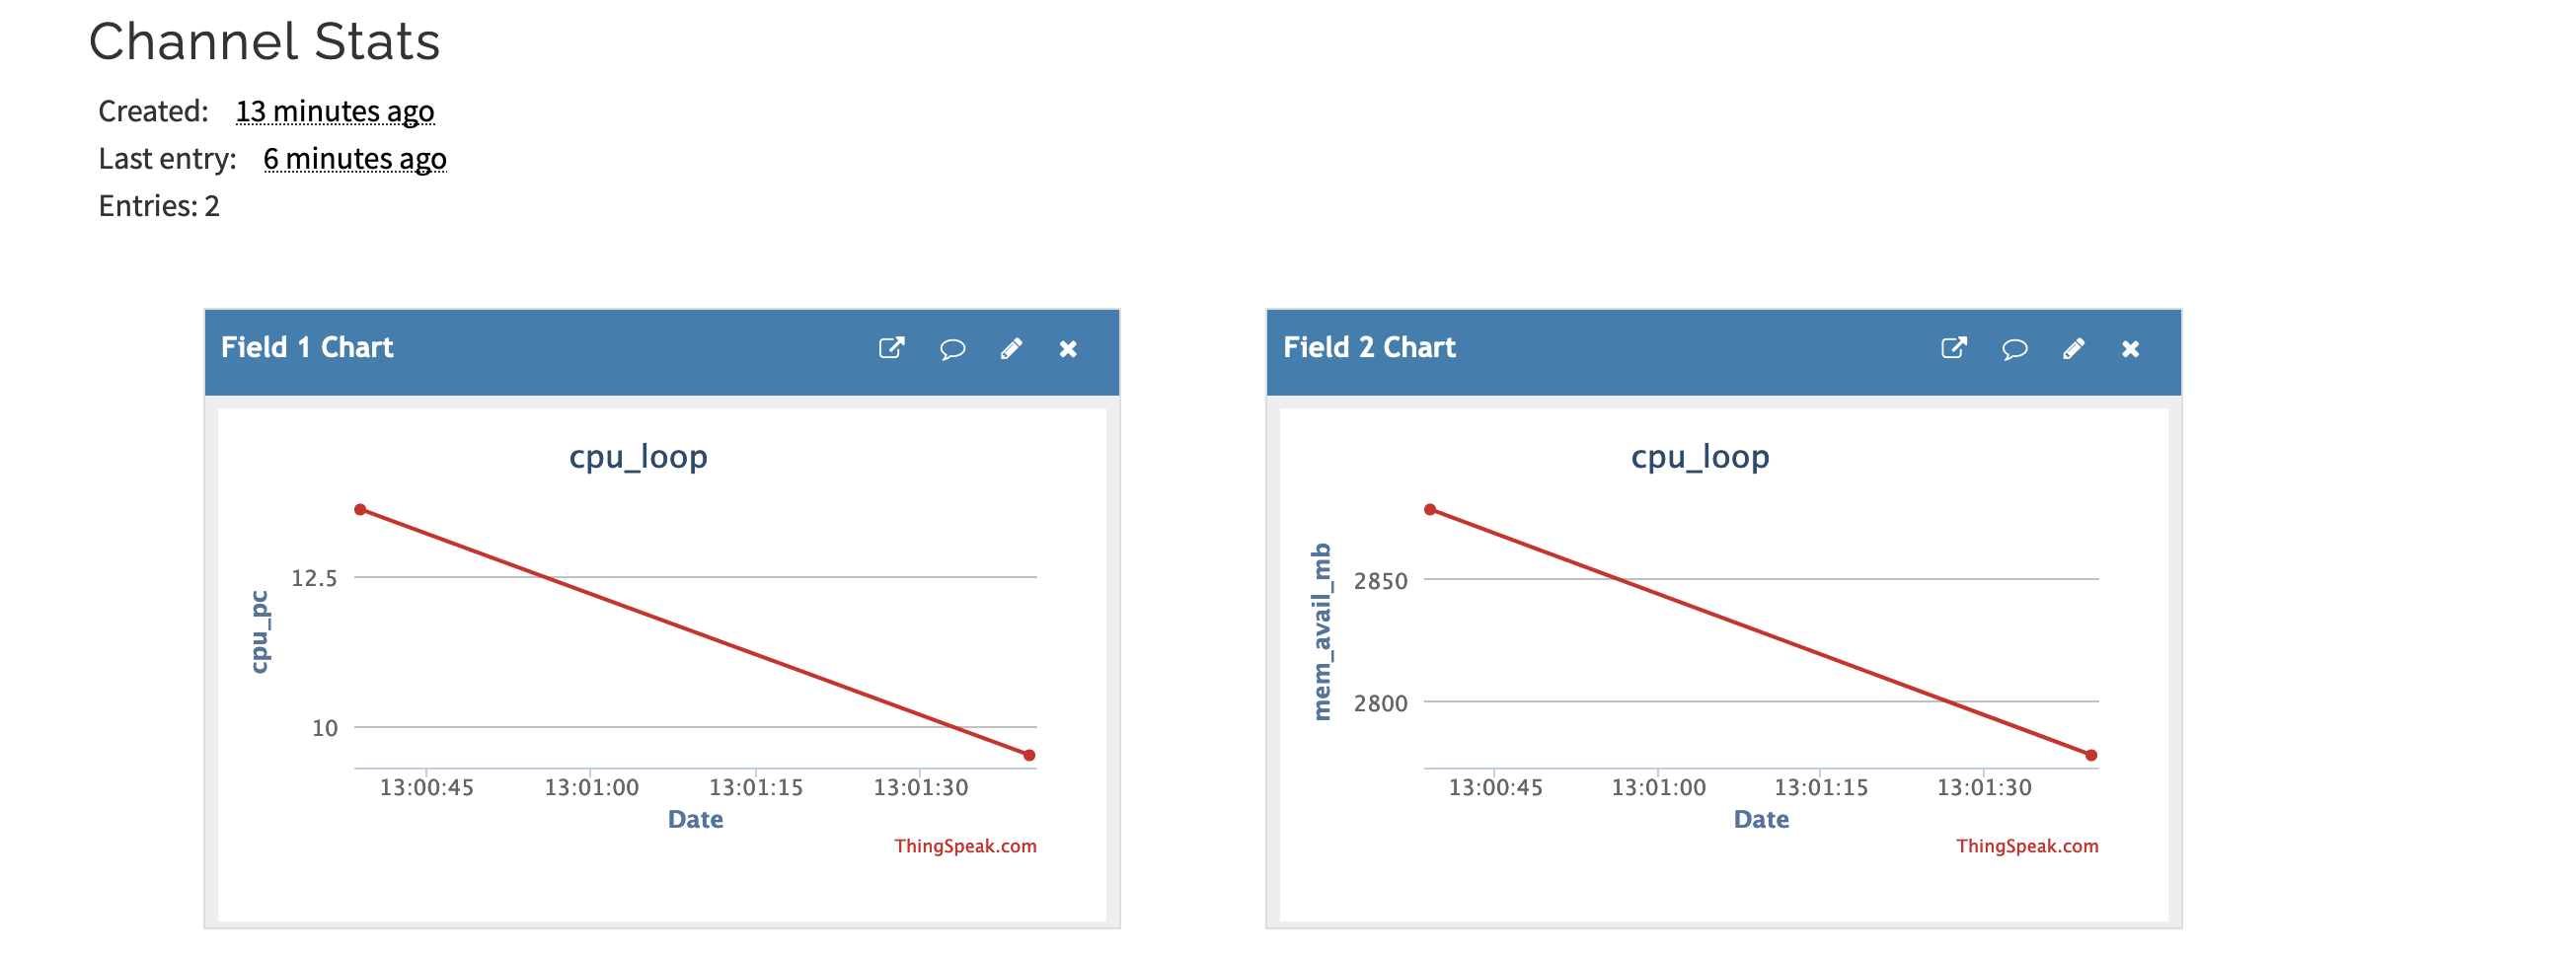 Channel Stats
Created: 13 minutes ago
Last entry: 6 minutes ago
Entries: 2
Field 1 Chart
cpu_loop
cpu_pc
12.5
10
13:00:45 13:01:00 13:01:15 13:01:30
Date
ThingSpeak.com
Field 2 Chart
cpu_loop
mem_avail_mb
2850
2800
13:00:45 13:01:00 13:01:15 13:01:30
Date
ThingSpeak.com